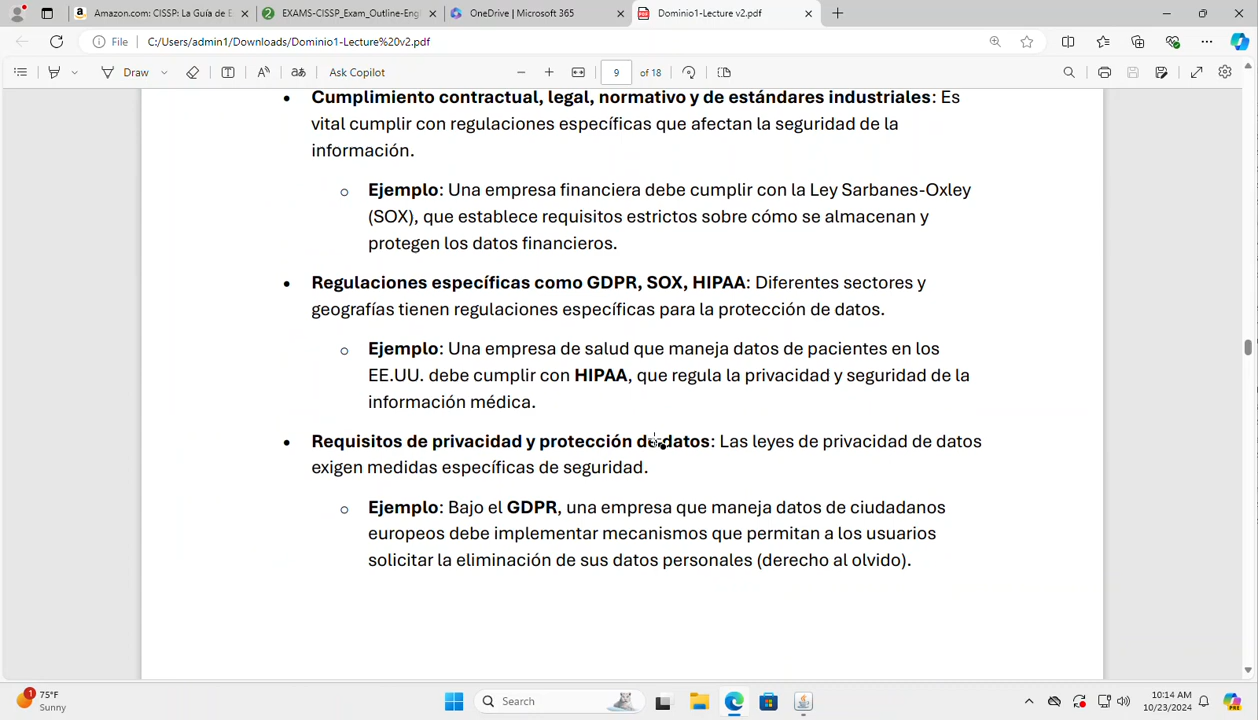 Amazon.com: CISSP: La Guía de E
EXAMS-CISSP_Exam_Outline-Engl
OneDrive | Microsoft 365
Dominio1-Lecture v2.pdf
File C:/Users/admin1/Downloads/Dominio1-Lecture%20v2.pdf
Draw
Ask Copilot
9 of 18
• Cumplimiento contractual, legal, normativo y de estándares industriales: Es
vital cumplir con regulaciones específicas que afectan la seguridad de la
información.
o Ejemplo: Una empresa financiera debe cumplir con la Ley Sarbanes-Oxley
(SOX), que establece requisitos estrictos sobre cómo se almacenan y
protegen los datos financieros.
• Regulaciones específicas como GDPR, SOX, HIPAA: Diferentes sectores y
geografías tienen regulaciones específicas para la protección de datos.
o Ejemplo: Una empresa de salud que maneja datos de pacientes en los
EE.UU. debe cumplir con HIPAA, que regula la privacidad y seguridad de la
información médica.
• Requisitos de privacidad y protección de datos: Las leyes de privacidad de datos
exigen medidas específicas de seguridad.
o Ejemplo: Bajo el GDPR, una empresa que maneja datos de ciudadanos
europeos debe implementar mecanismos que permitan a los usuarios
solicitar la eliminación de sus datos personales (derecho al olvido).
1
75°F
Sunny
Search
10:14 AM
10/23/2024